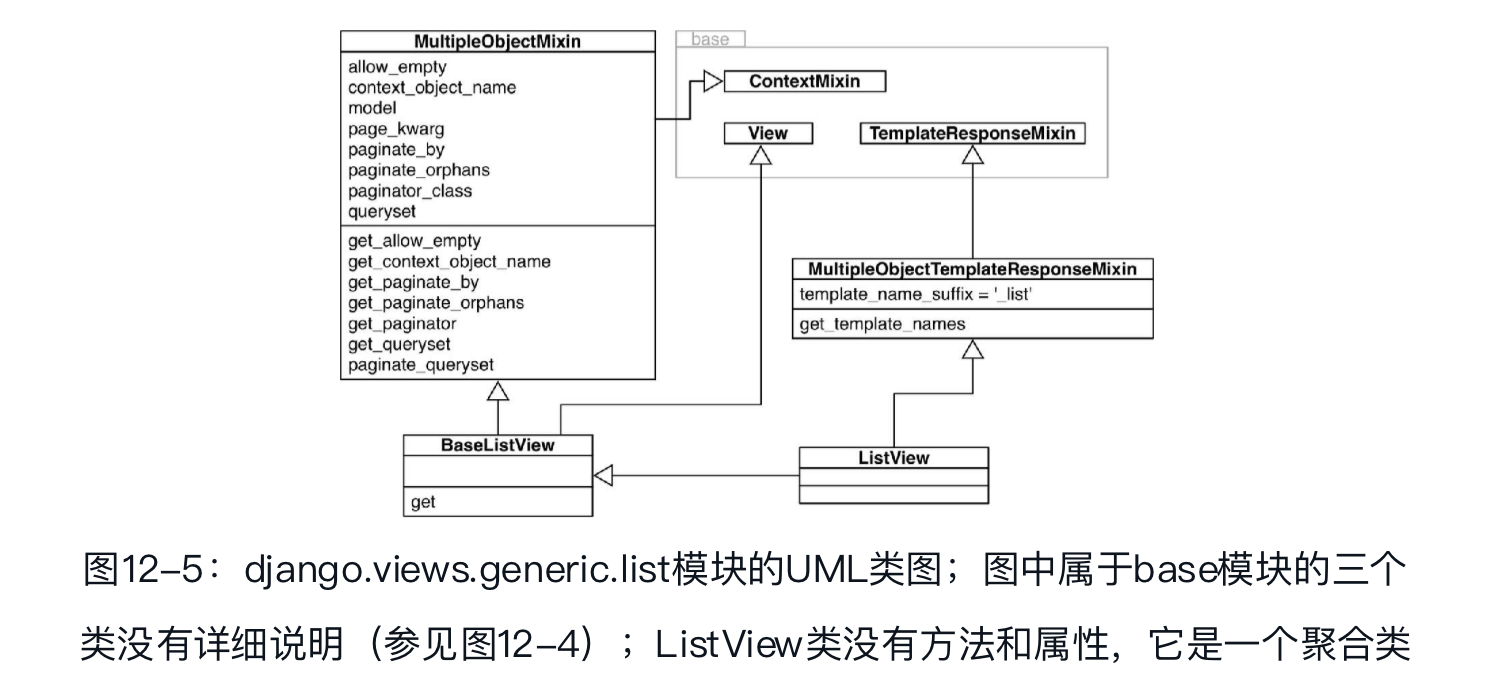 MultipleObjectMixin
allow_empty
context_object_name
model
page_kwarg
paginate_by
paginate_orphans
paginator_class
queryset
get_allow_empty
get_context_object_name
get_paginate_by
get_paginate_orphans
get_paginator
get_queryset
paginate_queryset
base
ContextMixin
View
TemplateResponseMixin
MultipleObjectTemplateResponseMixin
template_name_suffix = '_list'
get_template_names
BaseListView
get
ListView
图12–5：django.views.generic.list模块的UML类图；图中属于base模块的三个
类没有详细说明（参见图12–4）；ListView类没有方法和属性，它是一个聚合类